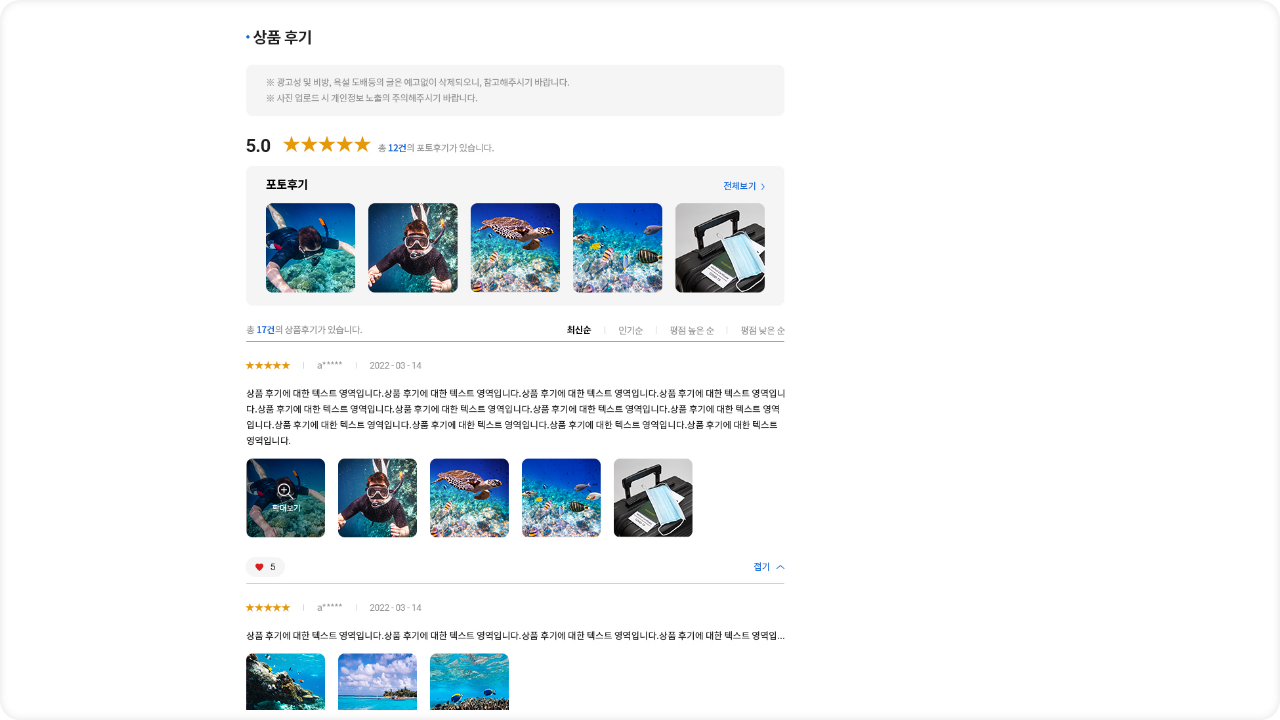 · 상품 후기
※ 광고성 및 비방, 욕설 도배등의 글은 예고없이 삭제되오니, 참고해주시기 바랍니다.
※ 사진 업로드 시 개인정보 노출의 주의해주시기 바랍니다.
5.0 ★★★★★ 총 12건의 포토후기가 있습니다.
포토후기 전체보기 >
총 17건의 상품후기가 있습니다. 최신순 | 인기순 | 평점 높은 순 | 평점 낮은 순
★★★★★ | a***** | 2022 - 03 - 14
상품 후기에 대한 텍스트 영역입니다.상품 후기에 대한 텍스트 영역입니다.상품 후기에 대한 텍스트 영역입니다.상품 후기에 대한 텍스트 영역입니
다.상품 후기에 대한 텍스트 영역입니다.상품 후기에 대한 텍스트 영역입니다.상품 후기에 대한 텍스트 영역입니다.상품 후기에 대한 텍스트 영역
입니다.상품 후기에 대한 텍스트 영역입니다.상품 후기에 대한 텍스트 영역입니다.상품 후기에 대한 텍스트 영역입니다.상품 후기에 대한 텍스트
영역입니다.
확대보기
5 접기
★★★★★ | a***** | 2022 - 03 - 14
상품 후기에 대한 텍스트 영역입니다.상품 후기에 대한 텍스트 영역입니다.상품 후기에 대한 텍스트 영역입니다.상품 후기에 대한 텍스트 영역입...